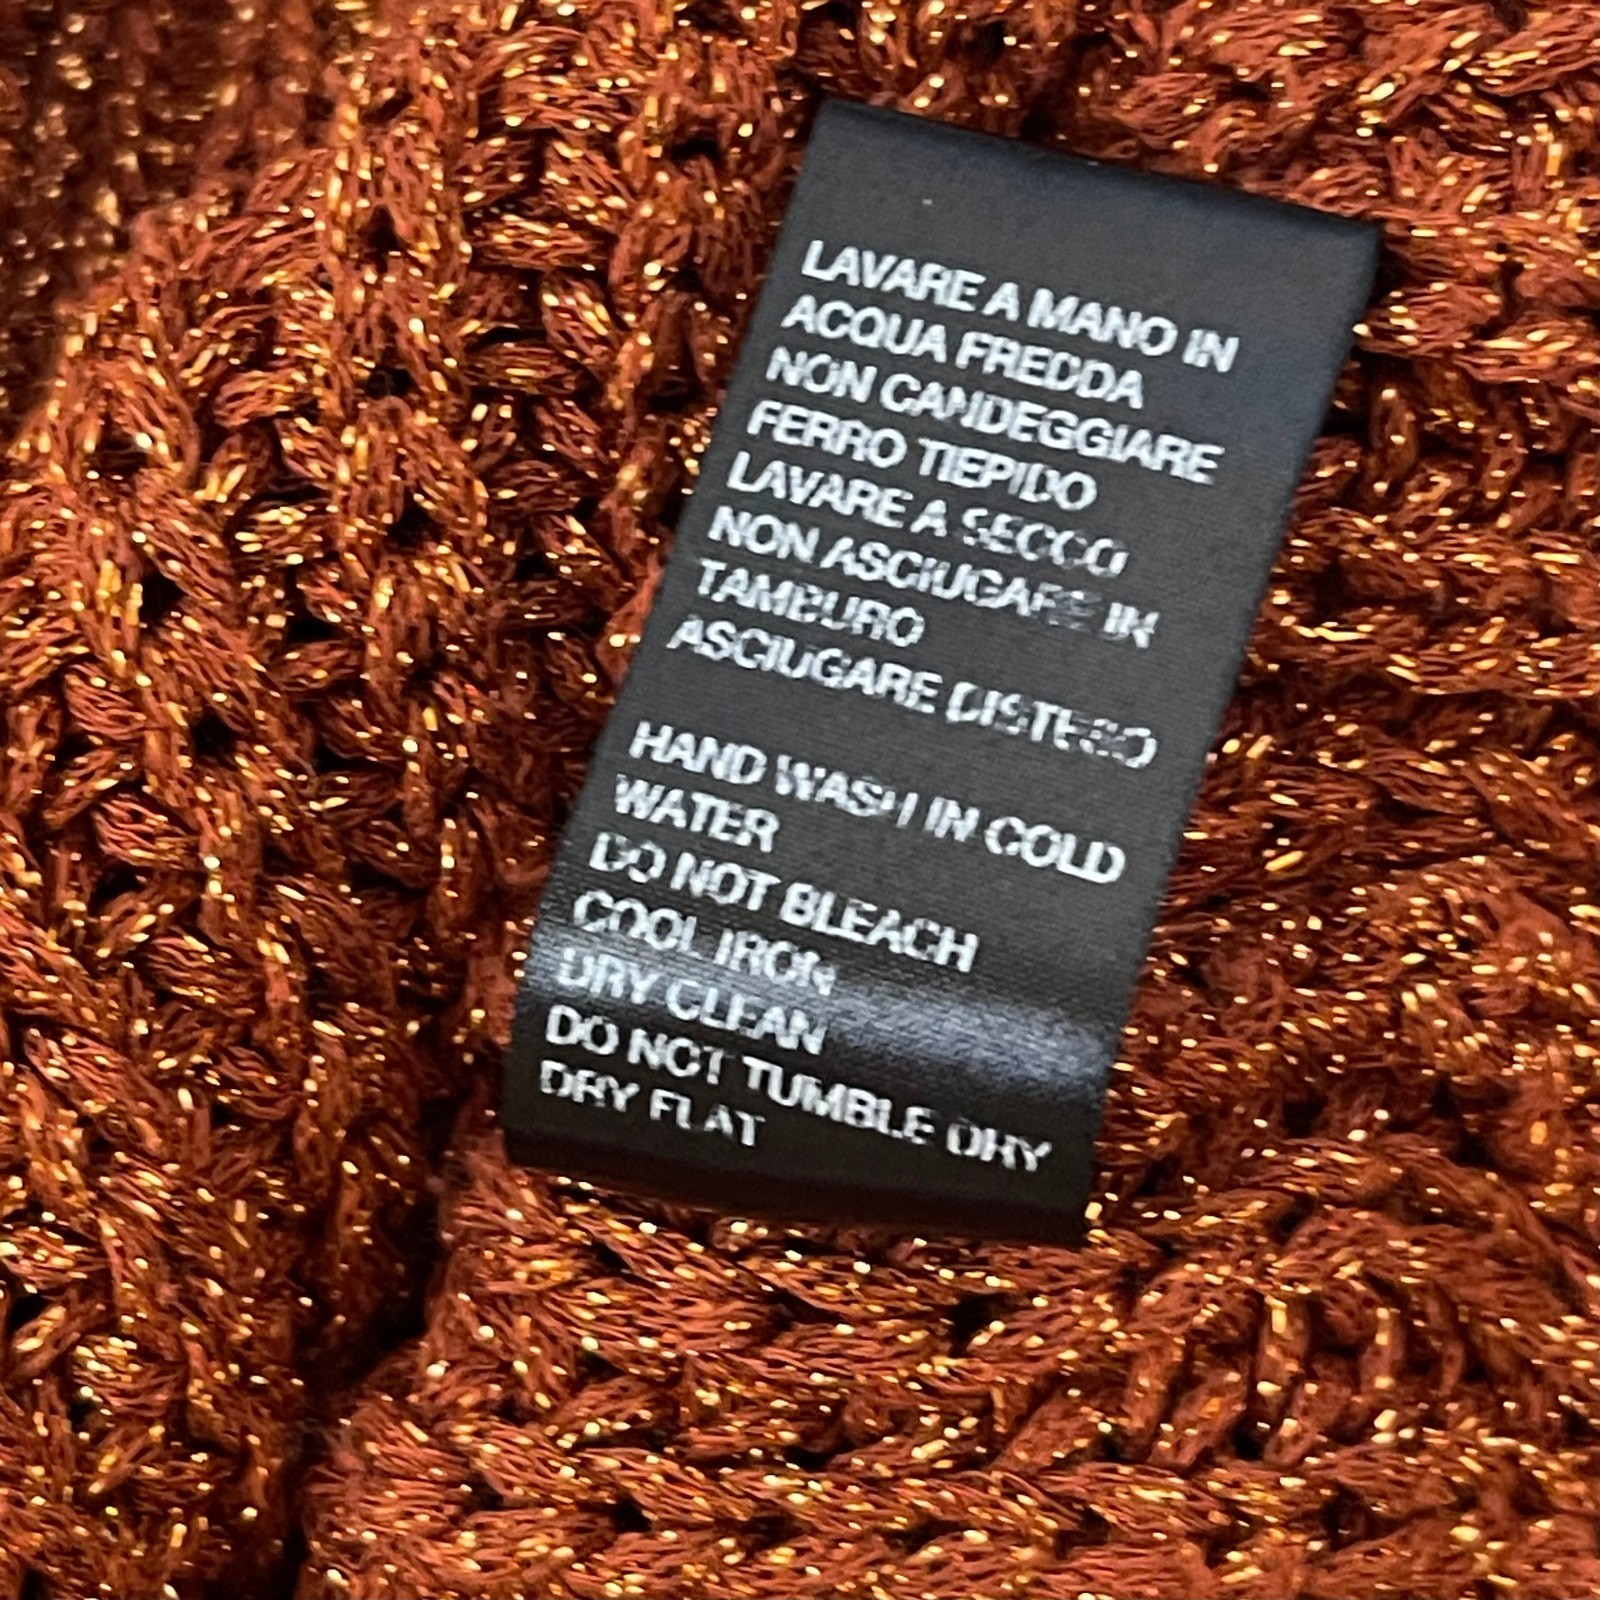 LAVARE A MANO IN
ACQUA FREDDA
NON CANDEGGIARE
FERRO TIEPIDO
LAVARE A SECCO
NON ASCIUGARE IN
TAMBURO
ASCIUGARE DISTESO
HAND WASH IN COLD
WATER
DO NOT BLEACH
COOL IRON
DRY CLEAN
DO NOT TUMBLE DRY
DRY FLAT